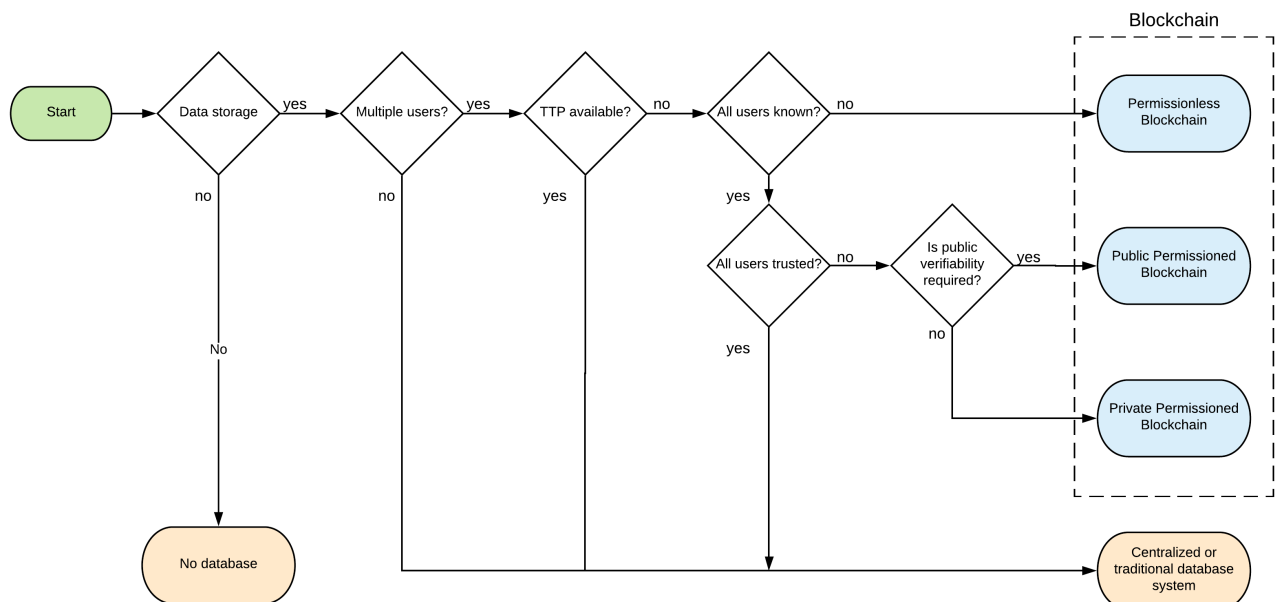 Blockchain
Start
Data storage
yes
Multiple users?
yes
TTP available?
no
All users known?
no
Permissionless
Blockchain
no
no
yes
yes
All users trusted?
no
Is public
verifiability
required?
yes
Public Permissioned
Blockchain
No
yes
no
Private Permissioned
Blockchain
No database
Centralized or
traditional database
system